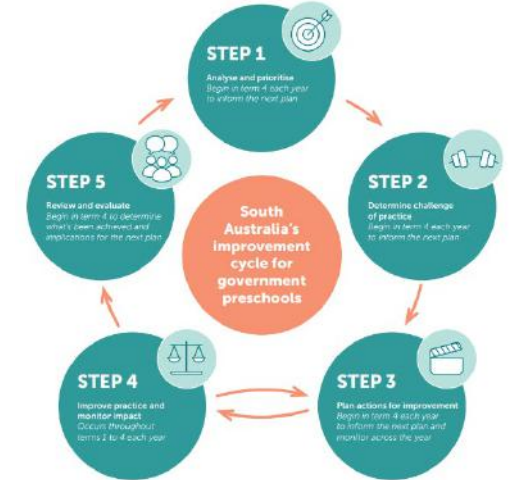 STEP 1
Analyse and prioritise
Begin in term 4 each year
to inform the next plan
STEP 2
Determine challenge
of practice
Begin in term 4 each year
to inform the next plan
STEP 3
Plan actions for improvement
Begin in term 4 each year
to inform the next plan and
monitor across the year
STEP 4
Improve practice and
monitor impact
Occurs throughout
terms 1 to 4 each year
STEP 5
Review and evaluate
Begin in term 4 to determine
what's been achieved and
implications for the next plan
South
Australia's
improvement
cycle for
government
preschools